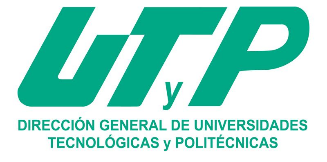 UTyP
DIRECCIÓN GENERAL DE UNIVERSIDADES
TECNOLÓGICAS y POLITÉCNICAS